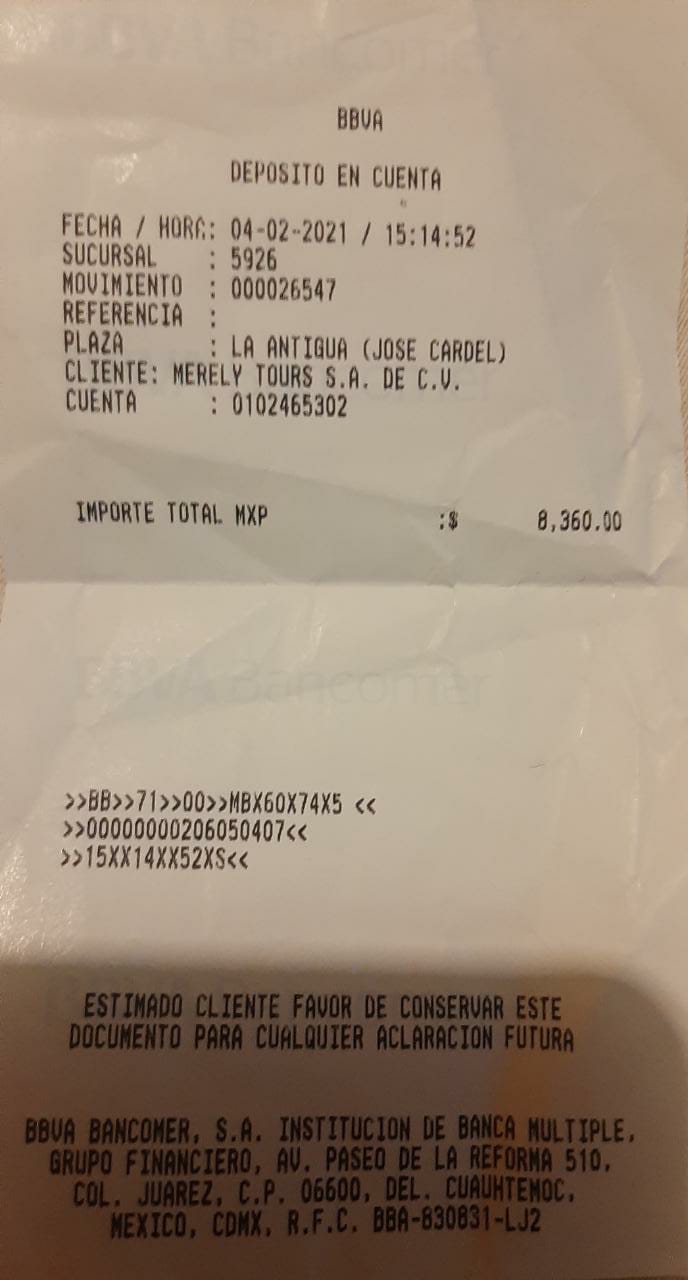 BBVA
DEPOSITO EN CUENTA
FECHA / HORA: 04-02-2021 / 15:14:52
SUCURSAL : 5926
MOVIMIENTO : 000026547
REFERENCIA :
PLAZA : LA ANTIGUA (JOSE CARDEL)
CLIENTE: MERELY TOURS S.A. DE C.V.
CUENTA : 0102465302
IMPORTE TOTAL MXP :$ 8,360.00
BBVA Bancomer
>>BB>>71>>00>>MBX60X74X5 <<
>>00000000206050407<<
>>15XX14XX52XS<<
ESTIMADO CLIENTE FAVOR DE CONSERVAR ESTE
DOCUMENTO PARA CUALQUIER ACLARACION FUTURA
BBVA BANCOMER, S.A. INSTITUCION DE BANCA MULTIPLE,
GRUPO FINANCIERO, AV. PASEO DE LA REFORMA 510,
COL. JUAREZ, C.P. 06600, DEL. CUAUHTEMOC,
MEXICO, CDMX, R.F.C. BBA-830831-LJ2